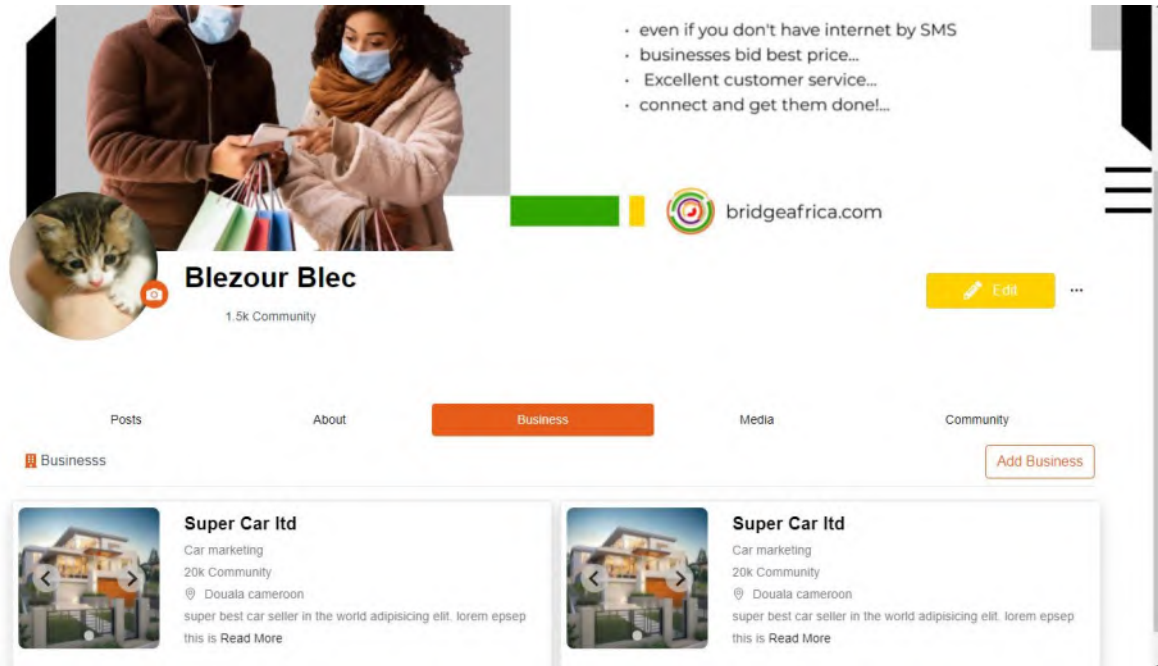 · even if you don't have internet by SMS
· businesses bid best price...
· Excellent customer service...
· connect and get them done!...
bridgeafrica.com
Blezour Blec
1.5k Community
Edit
Posts About Business Media Community
Businesss
Add Business
Super Car ltd
Car marketing
20k Community
Douala cameroon
super best car seller in the world adipisicing elit. lorem epsep
this is Read More
Super Car ltd
Car marketing
20k Community
Douala cameroon
super best car seller in the world adipisicing elit. lorem epsep
this is Read More